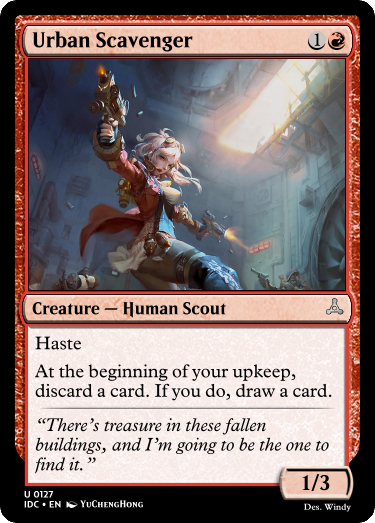 Urban Scavenger 1
Creature — Human Scout
Haste
At the beginning of your upkeep,
discard a card. If you do, draw a card.
“There’s treasure in these fallen
buildings, and I’m going to be the one to
find it.”
1/3
U 0127
IDC • EN YuChengHong
Des. Windy